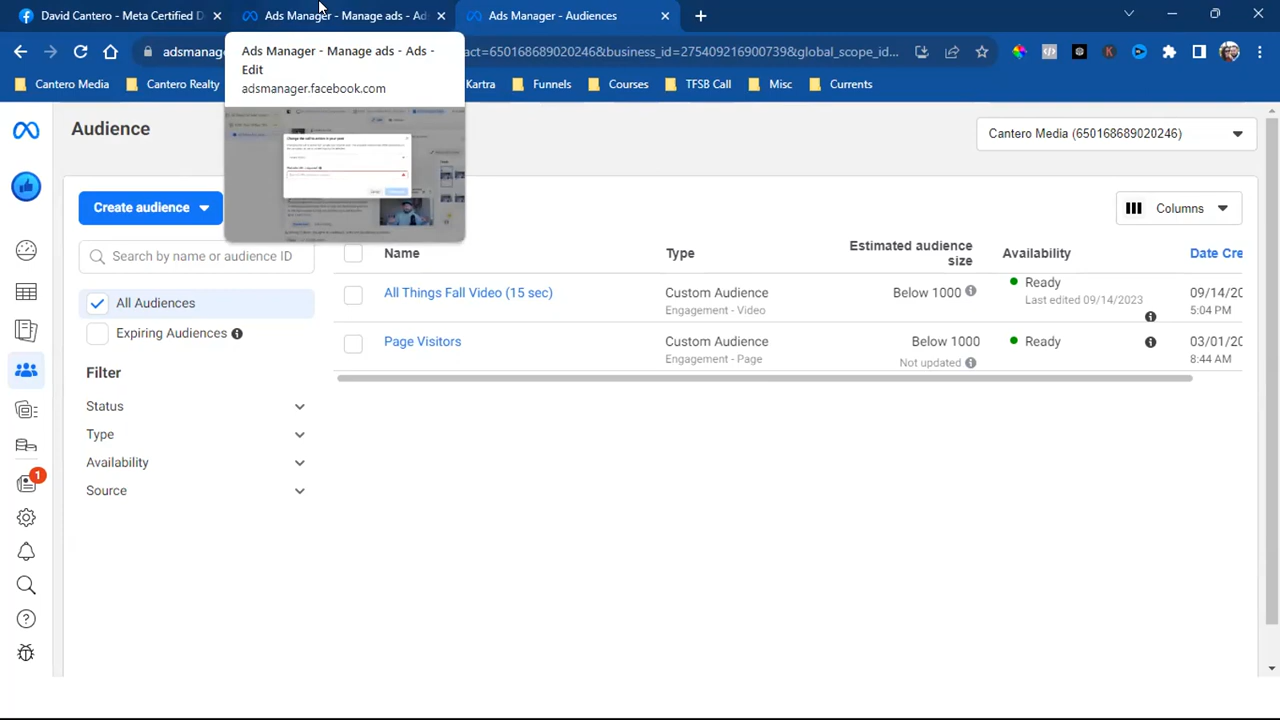 David Cantero - Meta Certified D
Ads Manager - Manage ads - Ad
Ads Manager - Audiences
adsmanag
act=6501686890202468&business_id=275409216900739&global_scope_id...
Cantero Media
Cantero Realty
Kartra
Funnels
Courses
TFSB Call
Misc
Currents
Ads Manager - Manage ads - Ads -
Edit
adsmanager.facebook.com
Audience
Create audience
Columns
Search by name or audience ID
All Audiences
Expiring Audiences
Filter
Status
Type
Availability
Source
Name
Type
Estimated audience
size
Availability
Date Cre
All Things Fall Video (15 sec)
Custom Audience
Engagement - Video
Below 1000
Ready
Last edited 09/14/2023
09/14/20
5:04 PM
Page Visitors
Custom Audience
Engagement - Page
Below 1000
Not updated
Ready
03/01/20
8:44 AM
1